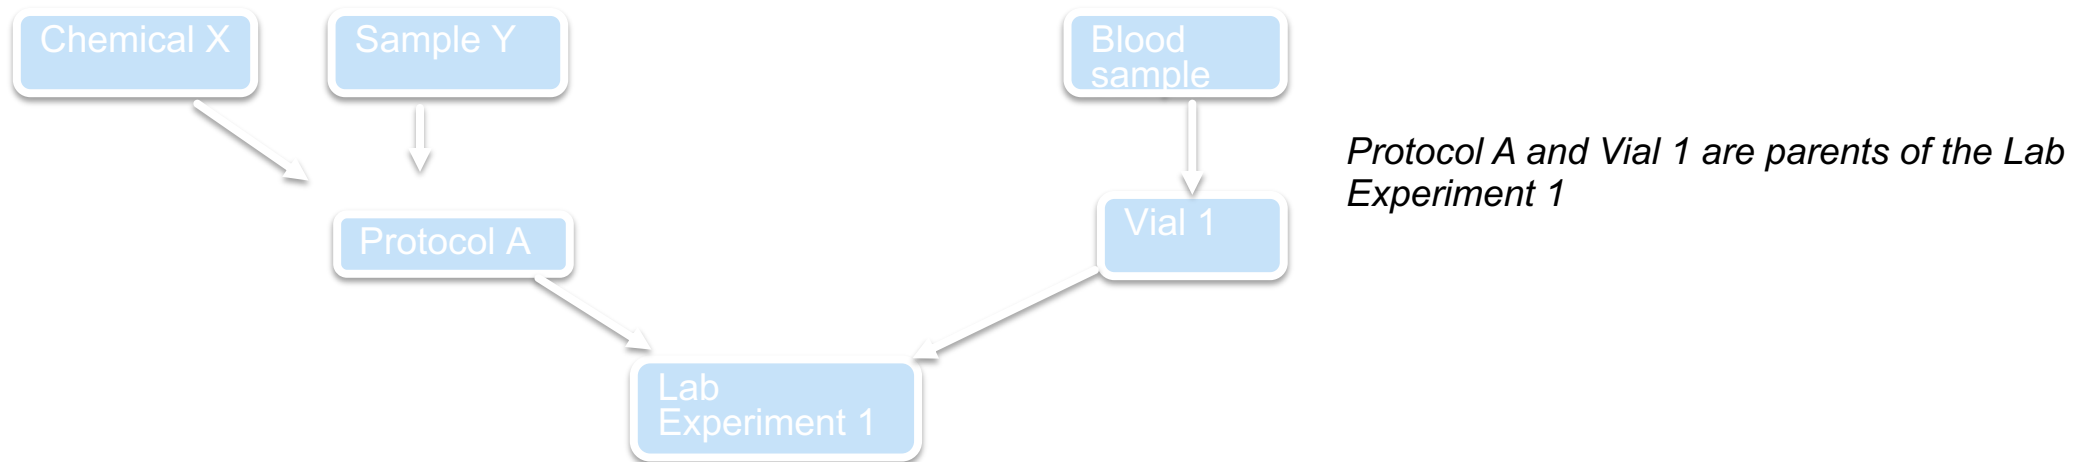 Chemical X
Sample Y
Blood
sample
Protocol A and Vial 1 are parents of the Lab
Experiment 1
Protocol A
Vial 1
Lab
Experiment 1